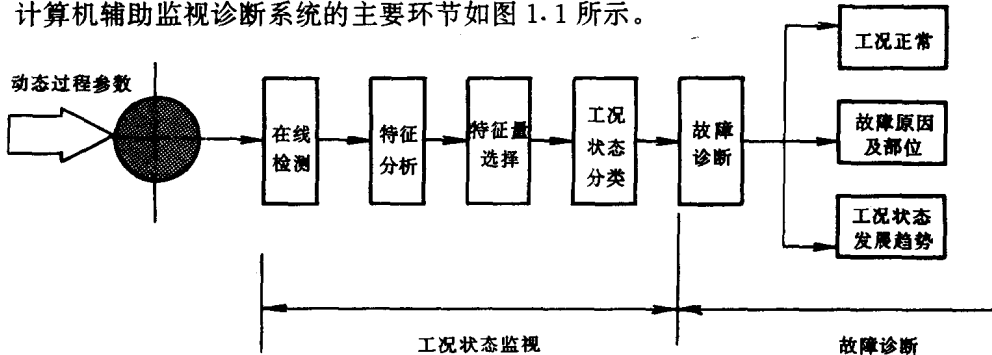 计算机辅助监视诊断系统的主要环节如图1.1所示。
动态过程参数
在线
检测
特征
分析
特征量
选择
工况
状态
分类
故障
诊断
工况正常
故障原因
及部位
工况状态
发展趋势
工况状态监视
故障诊断